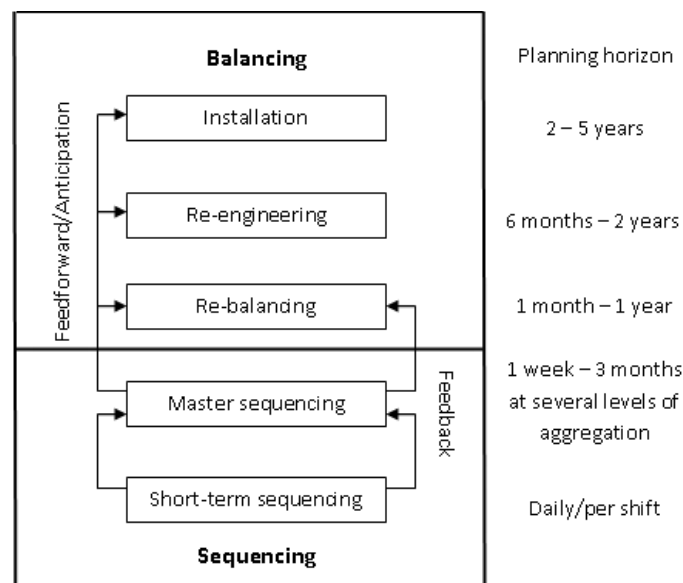 Balancing
Planning horizon
Feedforward/Anticipation
Installation
2 – 5 years
Re-engineering
6 months – 2 years
Re-balancing
1 month – 1 year
Master sequencing
1 week – 3 months
at several levels of
aggregation
Feedback
Short-term sequencing
Daily/per shift
Sequencing